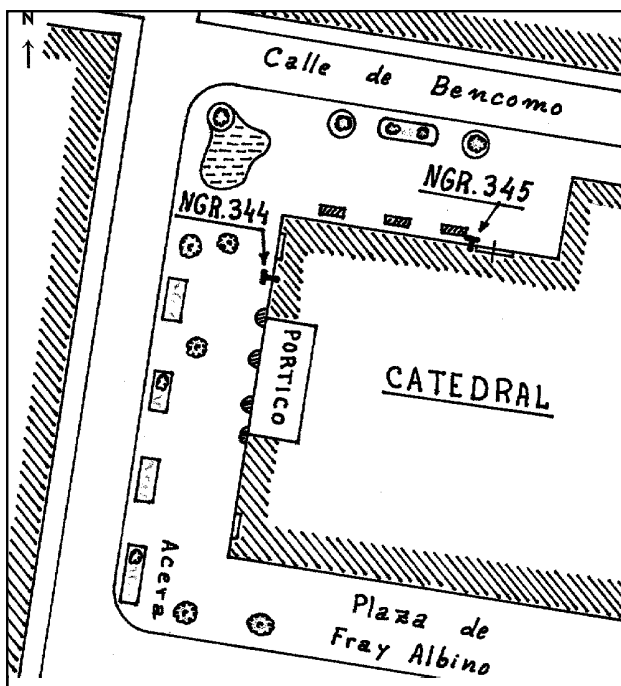 N
Calle de
Bencomo
NGR.345
NGR.344
PORTICO
CATEDRAL
Acera
Plaza de
Fray Albino